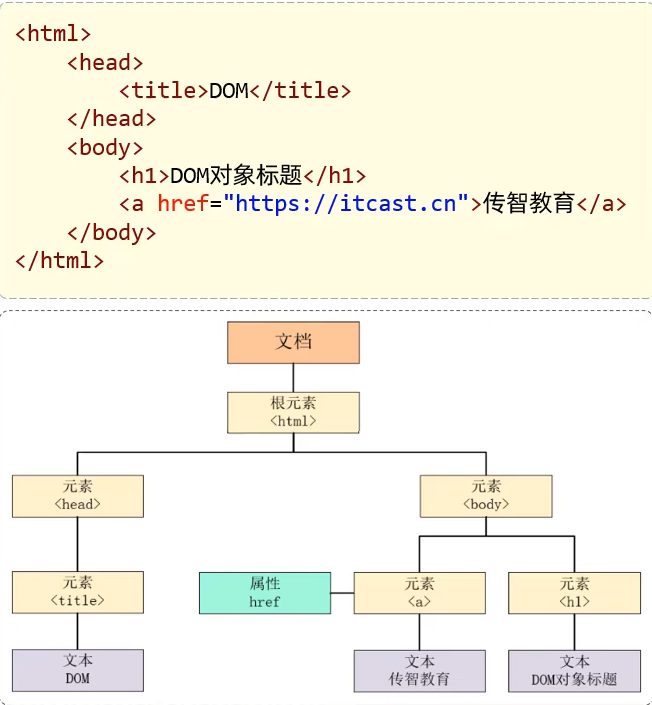 <html>
    <head>
        <title>DOM</title>
    </head>
    <body>
        <h1>DOM对象标题</h1>
        <a href="https://itcast.cn">传智教育</a>
    </body>
</html>
文档
根元素
<html>
元素
<head>
元素
<body>
元素
<title>
属性
href
元素
<a>
元素
<h1>
文本
DOM
文本
传智教育
文本
DOM对象标题